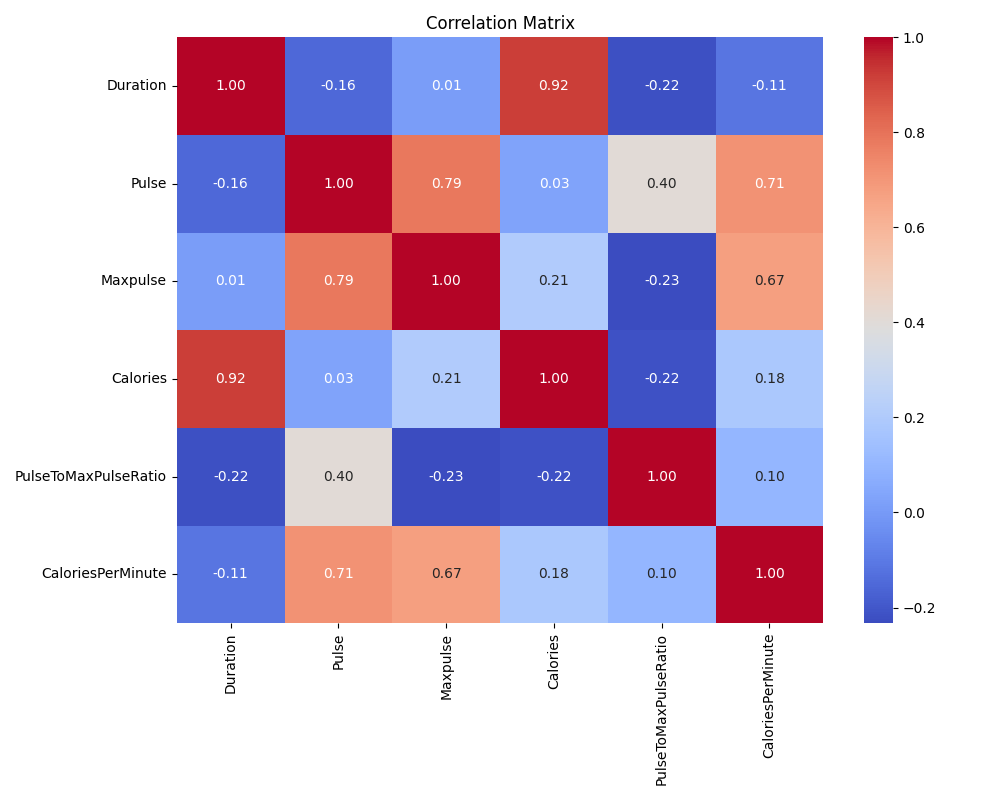 Correlation Matrix
Duration 1.00 -0.16 0.01 0.92 -0.22 -0.11
Pulse -0.16 1.00 0.79 0.03 0.40 0.71
Maxpulse 0.01 0.79 1.00 0.21 -0.23 0.67
Calories 0.92 0.03 0.21 1.00 -0.22 0.18
PulseToMaxPulseRatio -0.22 0.40 -0.23 -0.22 1.00 0.10
CaloriesPerMinute -0.11 0.71 0.67 0.18 0.10 1.00
Duration
Pulse
Maxpulse
Calories
PulseToMaxPulseRatio
CaloriesPerMinute
1.0
0.8
0.6
0.4
0.2
0.0
−0.2